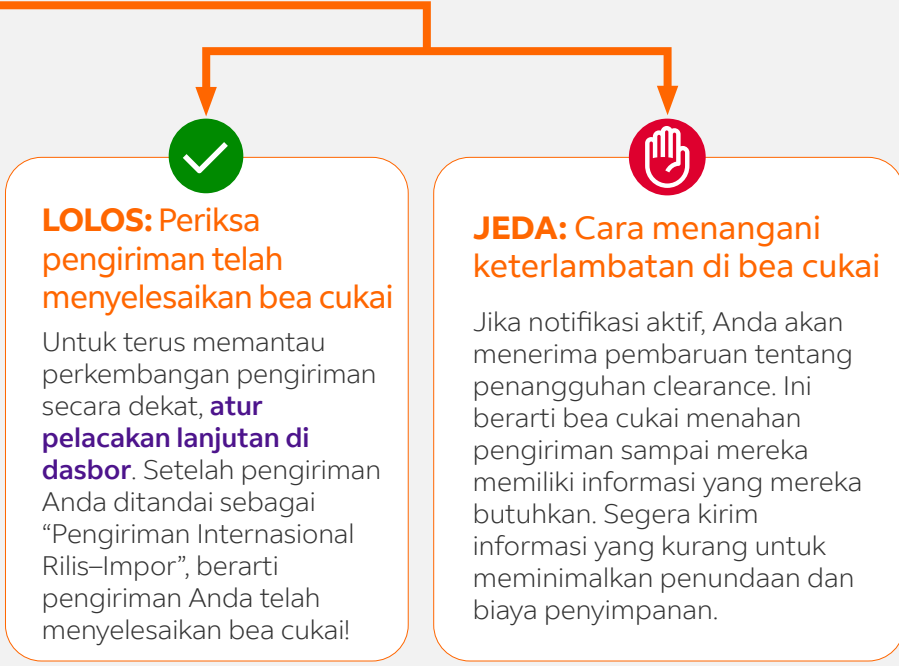 LOLOS: Periksa
pengiriman telah
menyelesaikan bea cukai
Untuk terus memantau
perkembangan pengiriman
secara dekat, atur
pelacakan lanjutan di
dasbor. Setelah pengiriman
Anda ditandai sebagai
“Pengiriman Internasional
Rilis–Impor”, berarti
pengiriman Anda telah
menyelesaikan bea cukai!
JEDA: Cara menangani
keterlambatan di bea cukai
Jika notifikasi aktif, Anda akan
menerima pembaruan tentang
penangguhan clearance. Ini
berarti bea cukai menahan
pengiriman sampai mereka
memiliki informasi yang mereka
butuhkan. Segera kirim
informasi yang kurang untuk
meminimalkan penundaan dan
biaya penyimpanan.